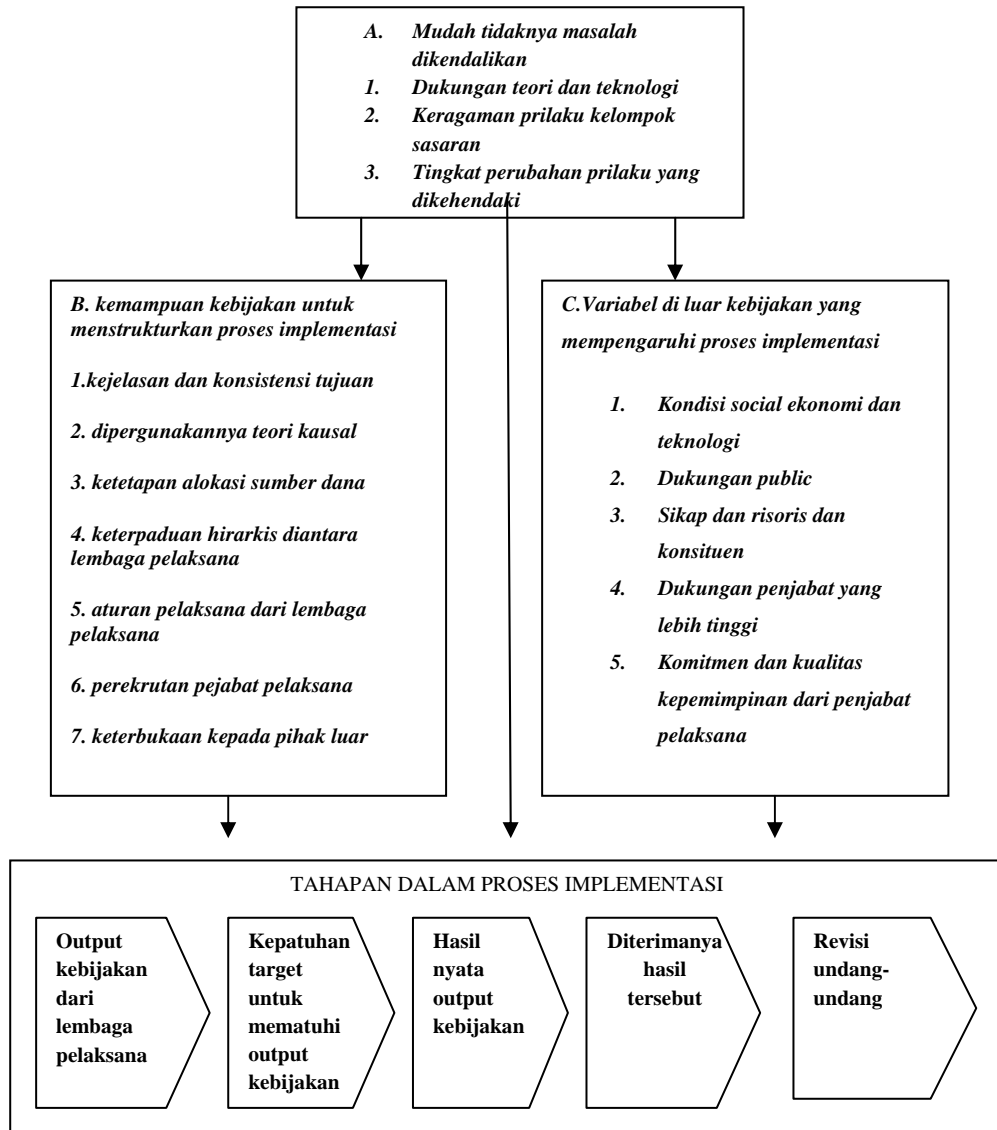 A. Mudah tidaknya masalah
dikendalikan
1. Dukungan teori dan teknologi
2. Keragaman prilaku kelompok
sasaran
3. Tingkat perubahan prilaku yang
dikehendaki
B. kemampuan kebijakan untuk
menstrukturkan proses implementasi
1.kejelasan dan konsistensi tujuan
2. dipergunakannya teori kausal
3. ketetapan alokasi sumber dana
4. keterpaduan hirarkis diantara
lembaga pelaksana
5. aturan pelaksana dari lembaga
pelaksana
6. perekrutan pejabat pelaksana
7. keterbukaan kepada pihak luar
C.Variabel di luar kebijakan yang
mempengaruhi proses implementasi
1. Kondisi social ekonomi dan
teknologi
2. Dukungan public
3. Sikap dan risoris dan
konsituen
4. Dukungan penjabat yang
lebih tinggi
5. Komitmen dan kualitas
kepemimpinan dari penjabat
pelaksana
TAHAPAN DALAM PROSES IMPLEMENTASI
Output
kebijakan
dari
lembaga
pelaksana
Kepatuhan
target
untuk
mematuhi
output
kebijakan
Hasil
nyata
output
kebijakan
Diterimanya
hasil
tersebut
Revisi
undang-
undang